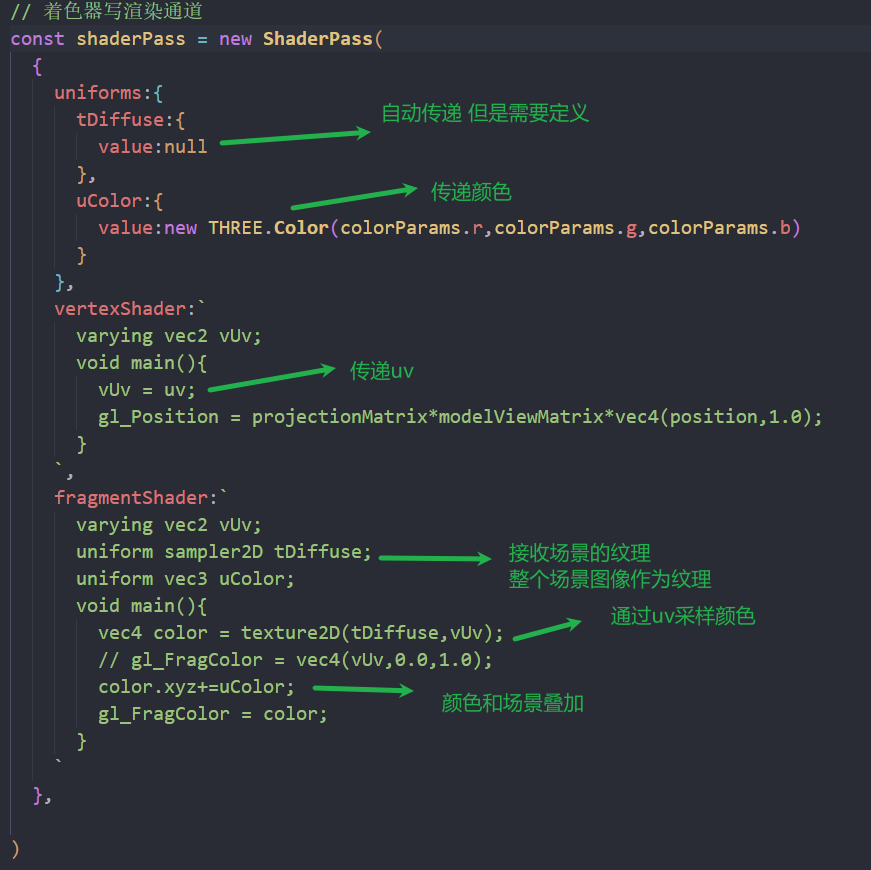 // 着色器写渲染通道
const shaderPass = new ShaderPass(
{
uniforms:{
自动传递 但是需要定义
tDiffuse:{
value:null
},
传递颜色
uColor:{
value:new THREE.Color(colorParams.r,colorParams.g,colorParams.b)
}
},
vertexShader:`
varying vec2 vUv;
void main(){
传递uv
vUv = uv;
gl_Position = projectionMatrix*modelViewMatrix*vec4(position,1.0);
}
`,
fragmentShader:`
varying vec2 vUv;
uniform sampler2D tDiffuse;
接收场景的纹理
uniform vec3 uColor;
整个场景图像作为纹理
void main(){
通过uv采样颜色
vec4 color = texture2D(tDiffuse,vUv);
// gl_FragColor = vec4(vUv,0.0,1.0);
color.xyz+=uColor;
颜色和场景叠加
gl_FragColor = color;
}
`
},
)